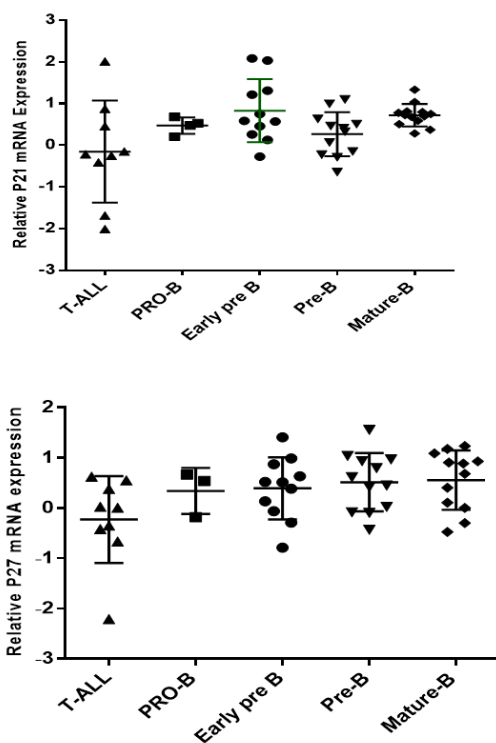 Relative P21 mRNA Expression
3
2
1
0
-1
-2
-3
T-ALL
PRO-B
Early pre B
Pre-B
Mature-B
Relative P27 mRNA expression
2
1
0
-1
-2
-3
T-ALL
PRO-B
Early pre B
Pre-B
Mature-B